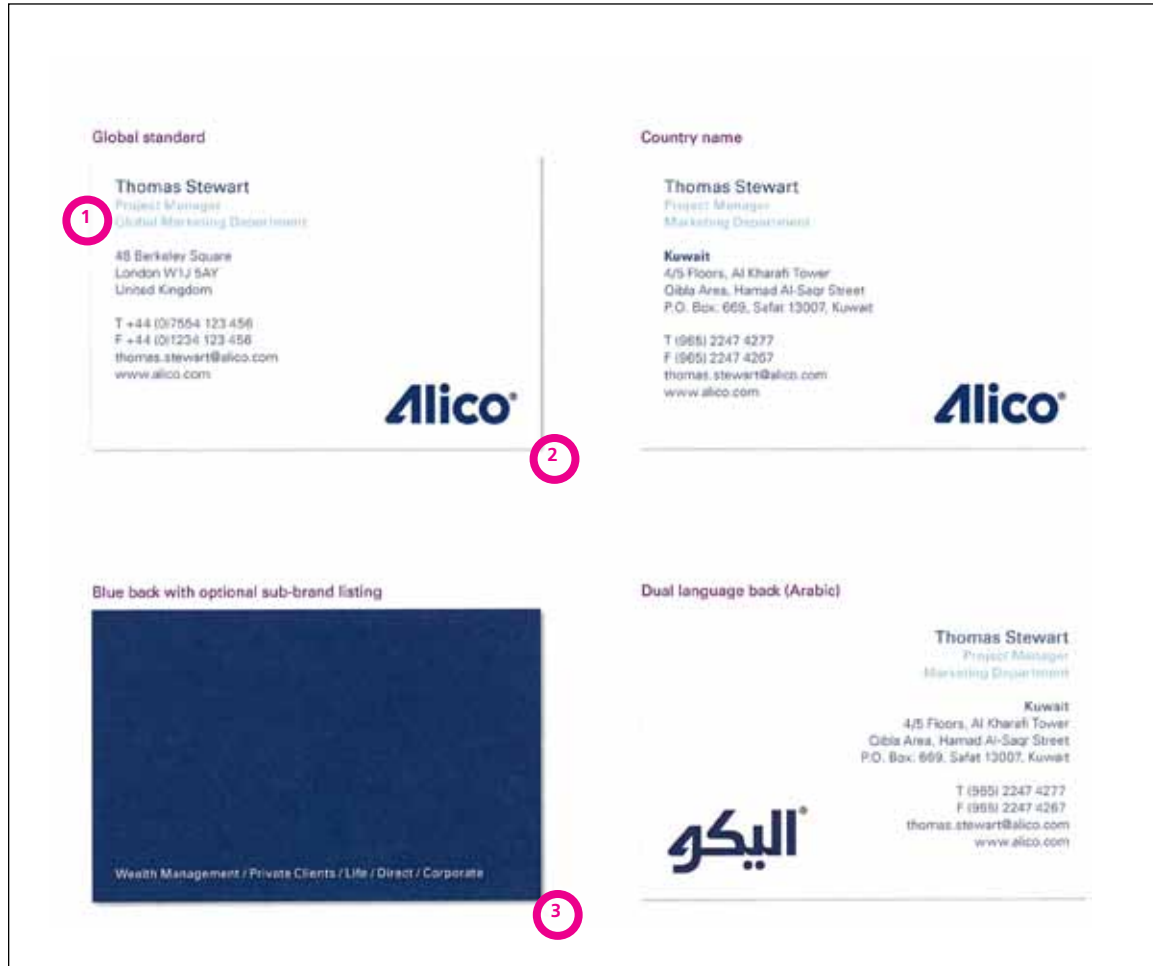 Global standard
Thomas Stewart
Project Manager
Global Marketing Department
1
48 Berkeley Square
London W1J 5AY
United Kingdom
T +44 (0)7554 123 456
F +44 (0)1234 123 456
thomas.stewart@alico.com
www.alico.com
Alico®
2
Country name
Thomas Stewart
Project Manager
Marketing Department
Kuwait
4/5 Floors, Al Kharafi Tower
Qibla Area, Hamad Al-Saqr Street
P.O. Box: 669, Safat 13007, Kuwait
T (965) 2247 4277
F (965) 2247 4267
thomas.stewart@alico.com
www.alico.com
Alico®
Blue back with optional sub-brand listing
Wealth Management / Private Clients / Life / Direct / Corporate
3
Dual language back (Arabic)
Thomas Stewart
Project Manager
Marketing Department
Kuwait
4/5 Floors, Al Kharafi Tower
Qibla Area, Hamad Al-Saqr Street
P.O. Box: 669, Safat 13007, Kuwait
T (965) 2247 4277
F (965) 2247 4267
thomas.stewart@alico.com
www.alico.com
اليكو®